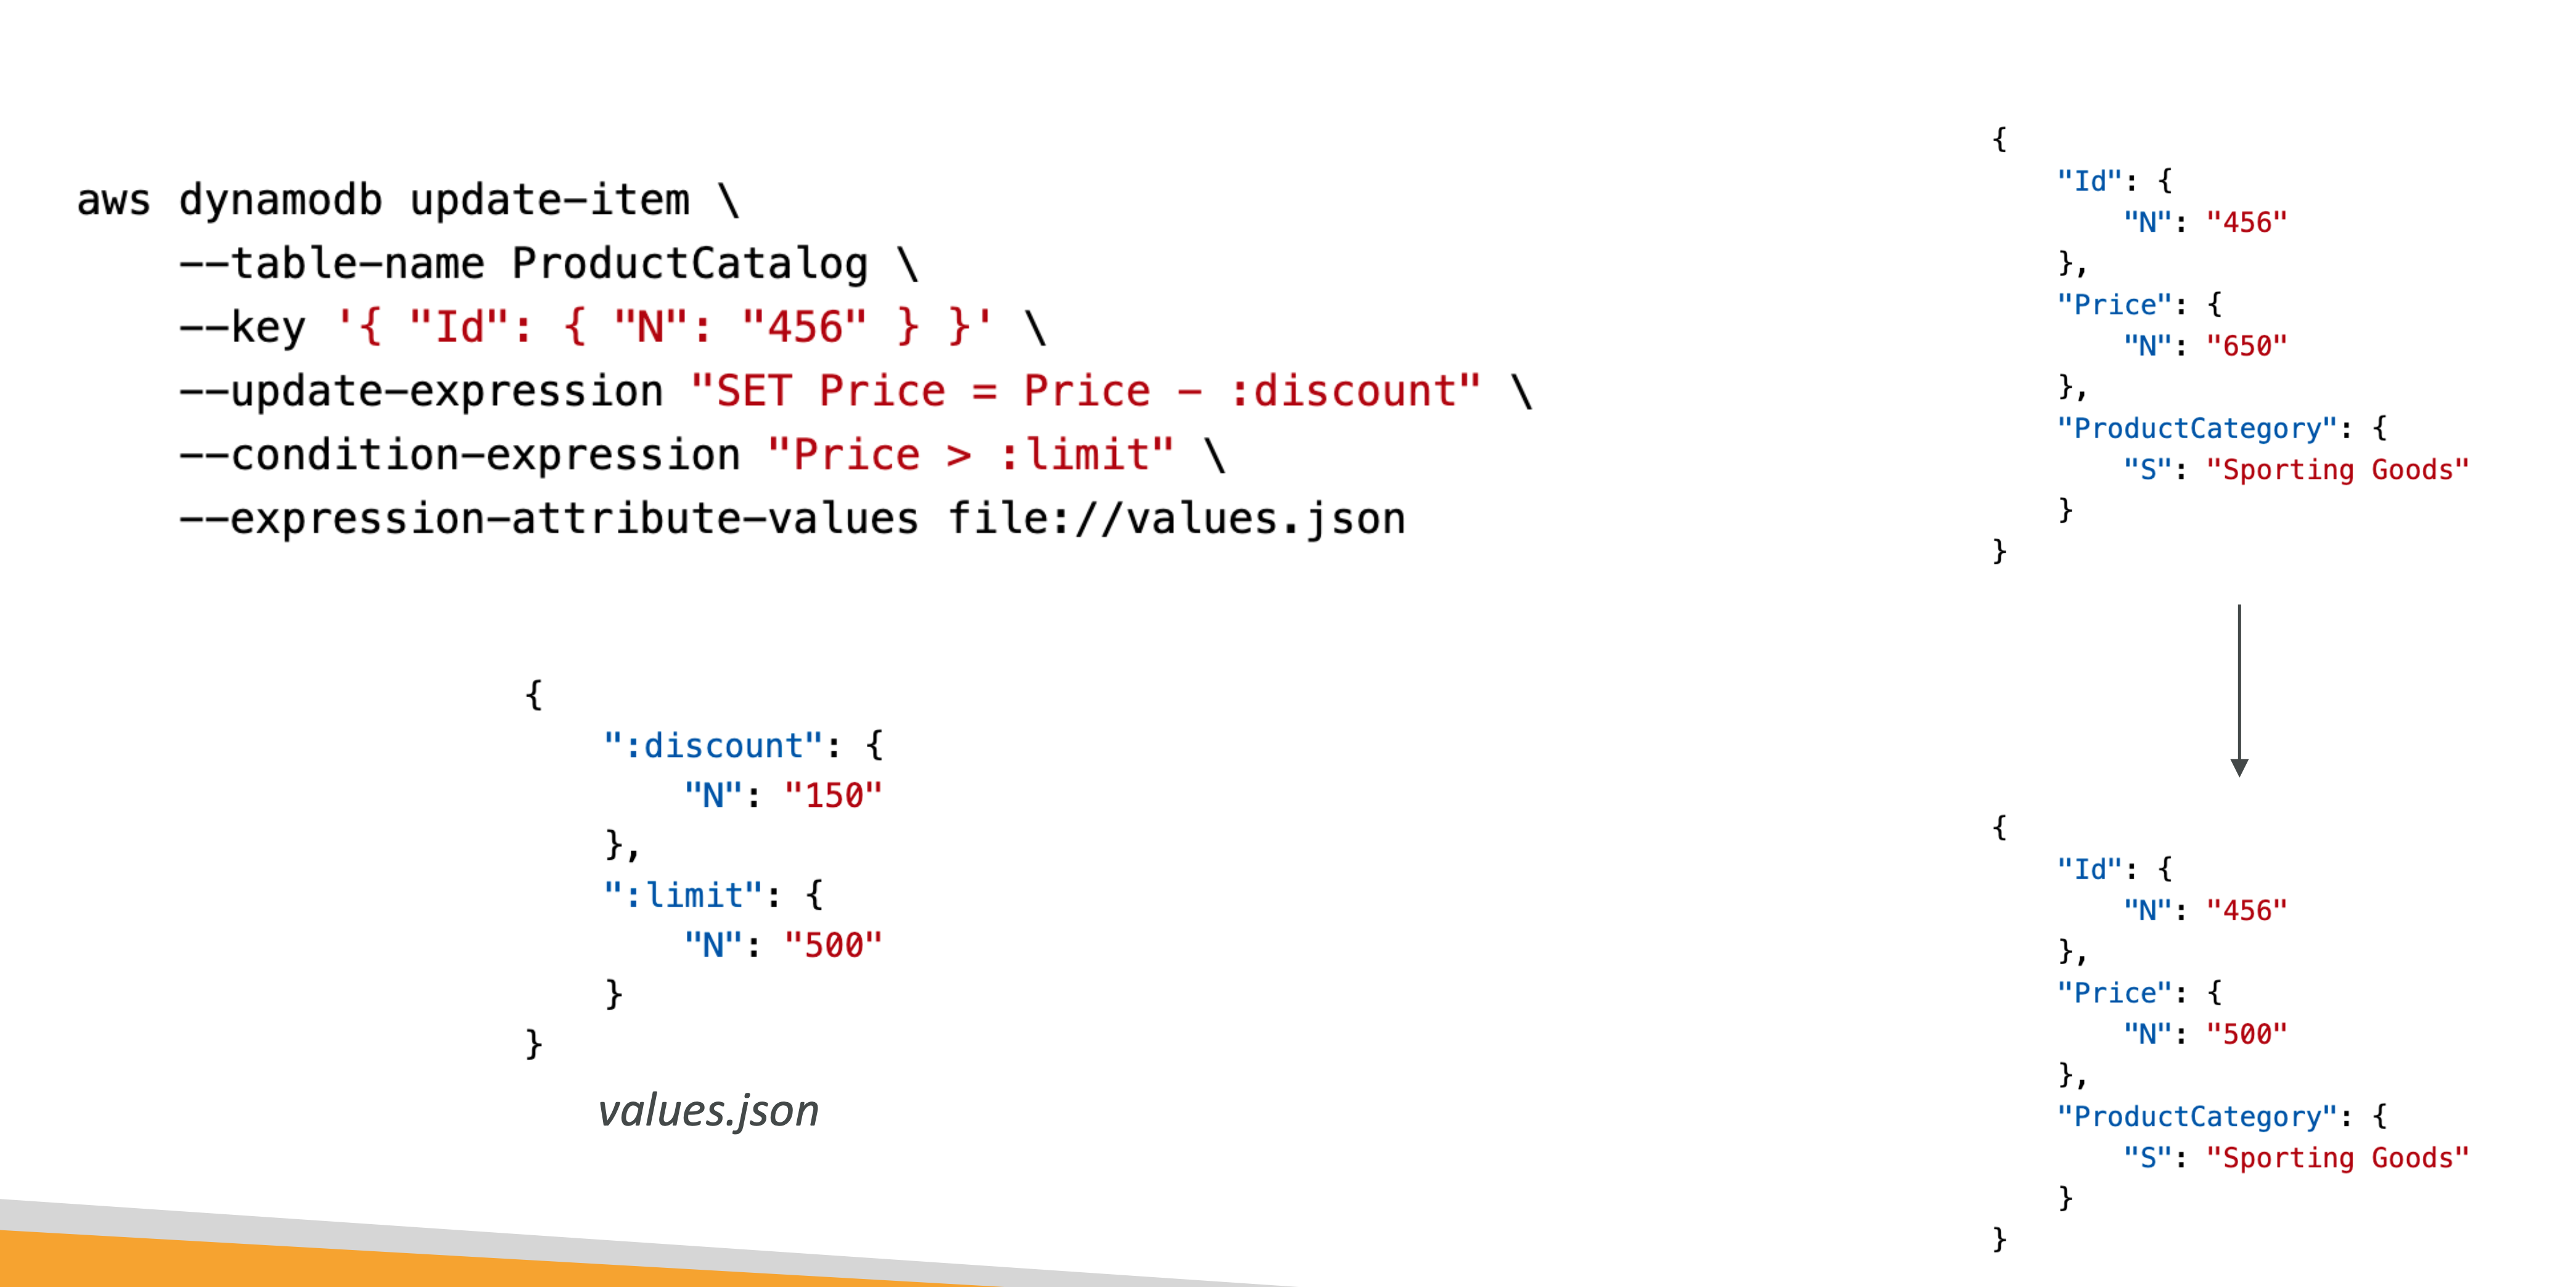 aws dynamodb update-item \
    --table-name ProductCatalog \
    --key '{ "Id": { "N": "456" } }' \
    --update-expression "SET Price = Price - :discount" \
    --condition-expression "Price > :limit" \
    --expression-attribute-values file://values.json
{
    ":discount": {
        "N": "150"
    },
    ":limit": {
        "N": "500"
    }
}
values.json
{
    "Id": {
        "N": "456"
    },
    "Price": {
        "N": "650"
    },
    "ProductCategory": {
        "S": "Sporting Goods"
    }
}
{
    "Id": {
        "N": "456"
    },
    "Price": {
        "N": "500"
    },
    "ProductCategory": {
        "S": "Sporting Goods"
    }
}